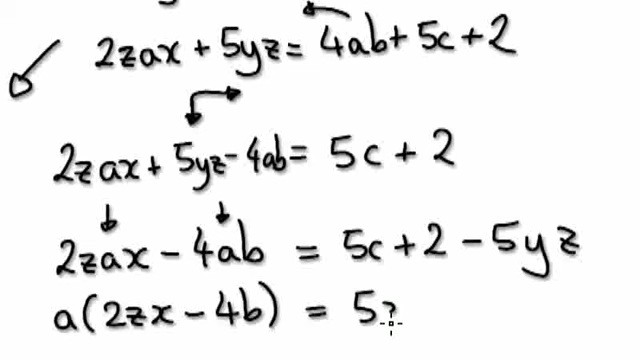 2zax + 5yz = 4ab + 5c + 2
2zax + 5yz - 4ab = 5c + 2
2zax - 4ab = 5c + 2 - 5yz
a(2zx - 4b) = 5